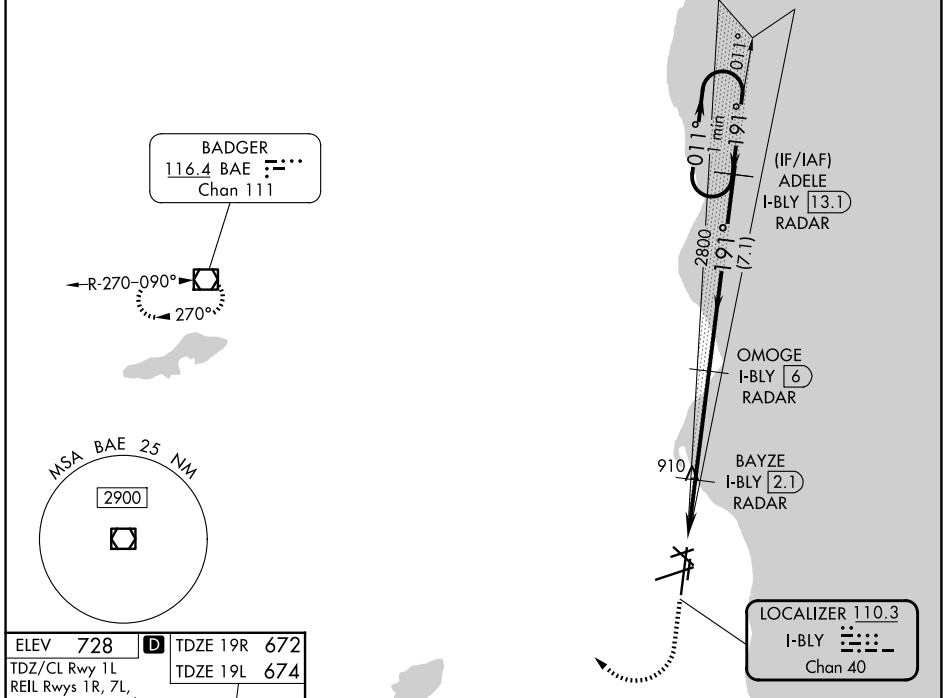 BADGER
116.4 BAE
Chan 111
R-270-090°
270°
MSA BAE 25 NM
2900
011°
011°
1 min
191°
(IF/IAF)
ADELE
I-BLY 13.1
RADAR
2800
191°
(7.1)
OMOGE
I-BLY 6
RADAR
910
BAYZE
I-BLY 2.1
RADAR
LOCALIZER 110.3
I-BLY
Chan 40
ELEV 728 D TDZE 19R 672
TDZE 19L 674
TDZ/CL Rwy 1L
REIL Rwys 1R, 7L,